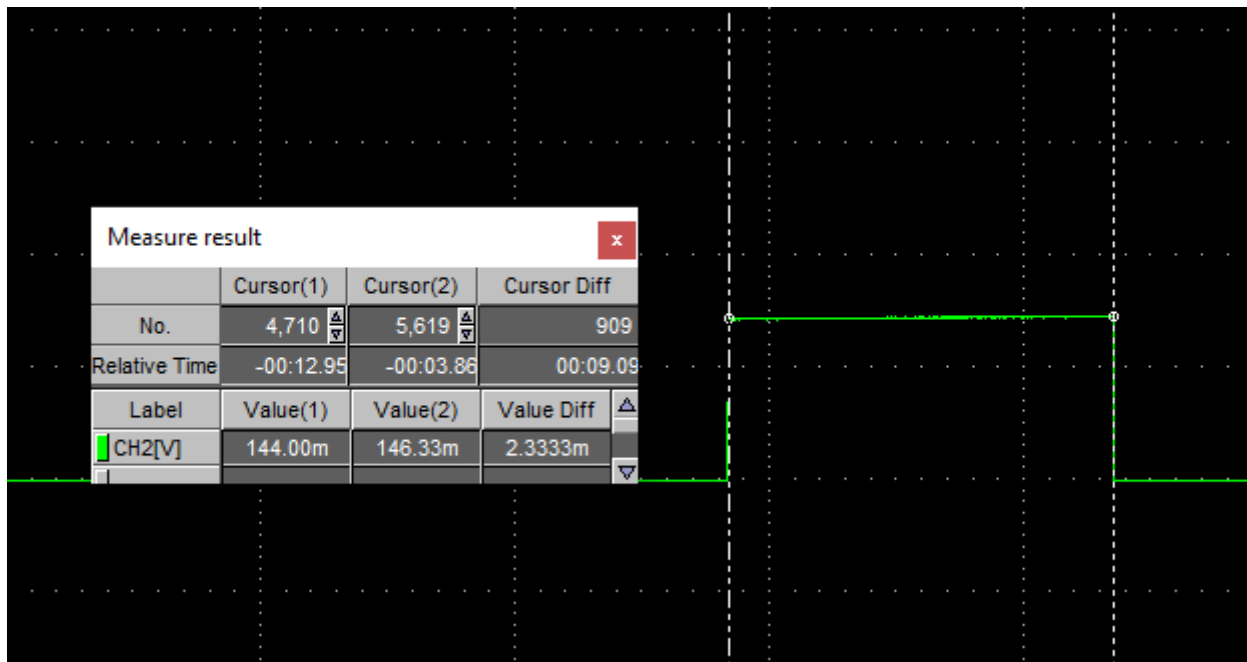 Measure result x
Cursor(1) Cursor(2) Cursor Diff
No. 4,710 5,619 909
Relative Time -00:12.95 -00:03.86 00:09.09
Label Value(1) Value(2) Value Diff
CH2[V] 144.00m 146.33m 2.3333m